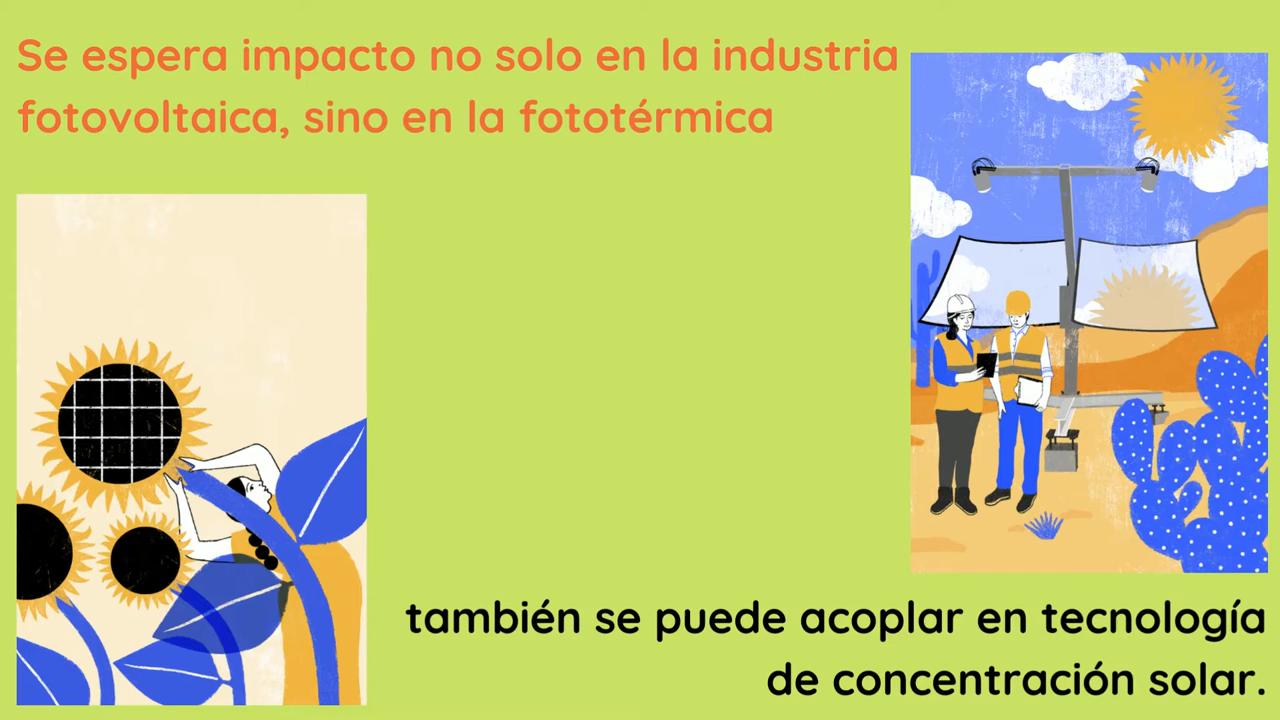 Se espera impacto no solo en la industria
fotovoltaica, sino en la fototérmica
también se puede acoplar en tecnología
de concentración solar.